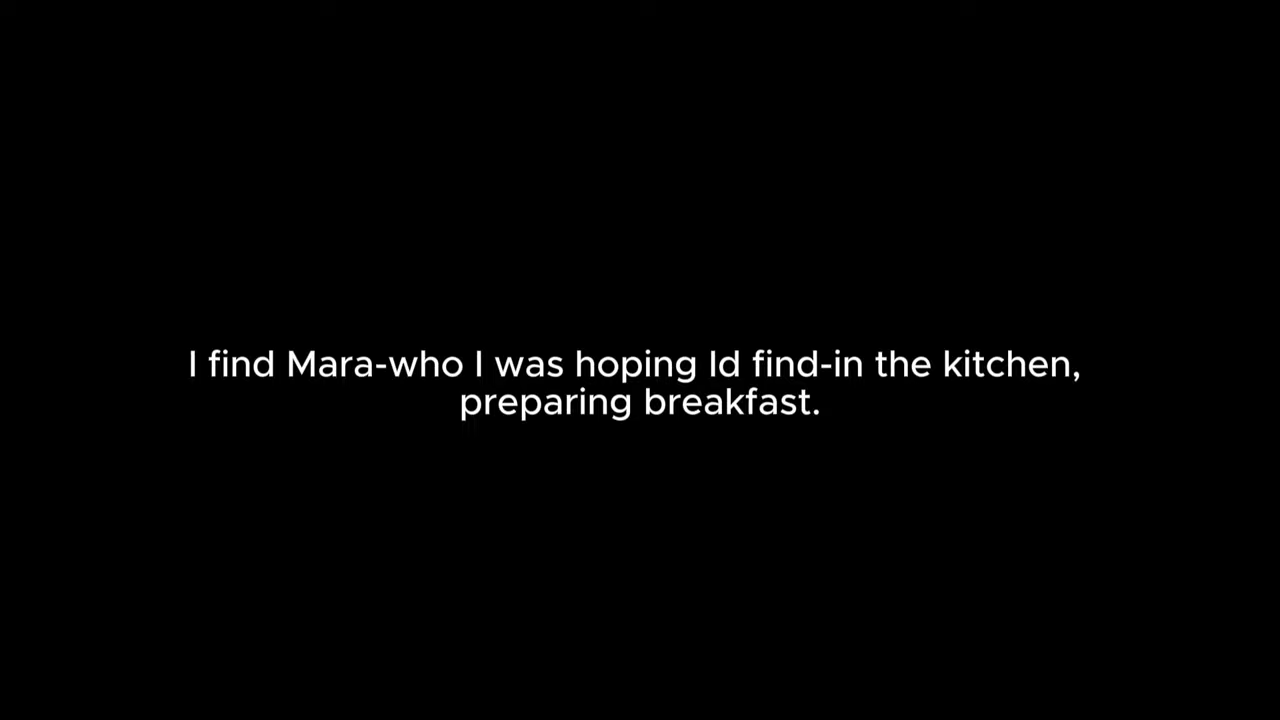 I find Mara-who I was hoping Id find-in the kitchen,
preparing breakfast.